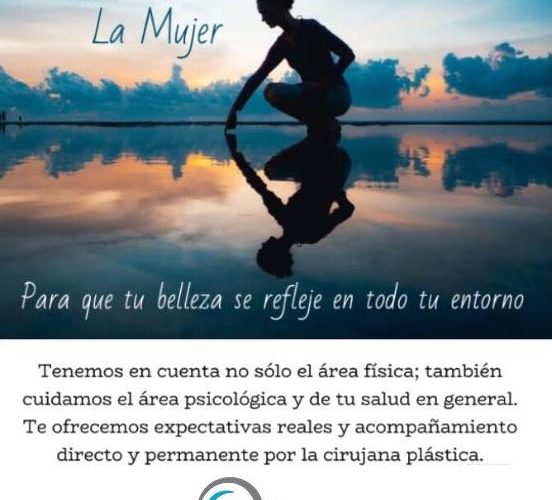 La Mujer
Para que tu belleza se refleje en todo tu entorno
Tenemos en cuenta no sólo el área física; también
cuidamos el área psicológica y de tu salud en general.
Te ofrecemos expectativas reales y acompañamiento
directo y permanente por la cirujana plástica.